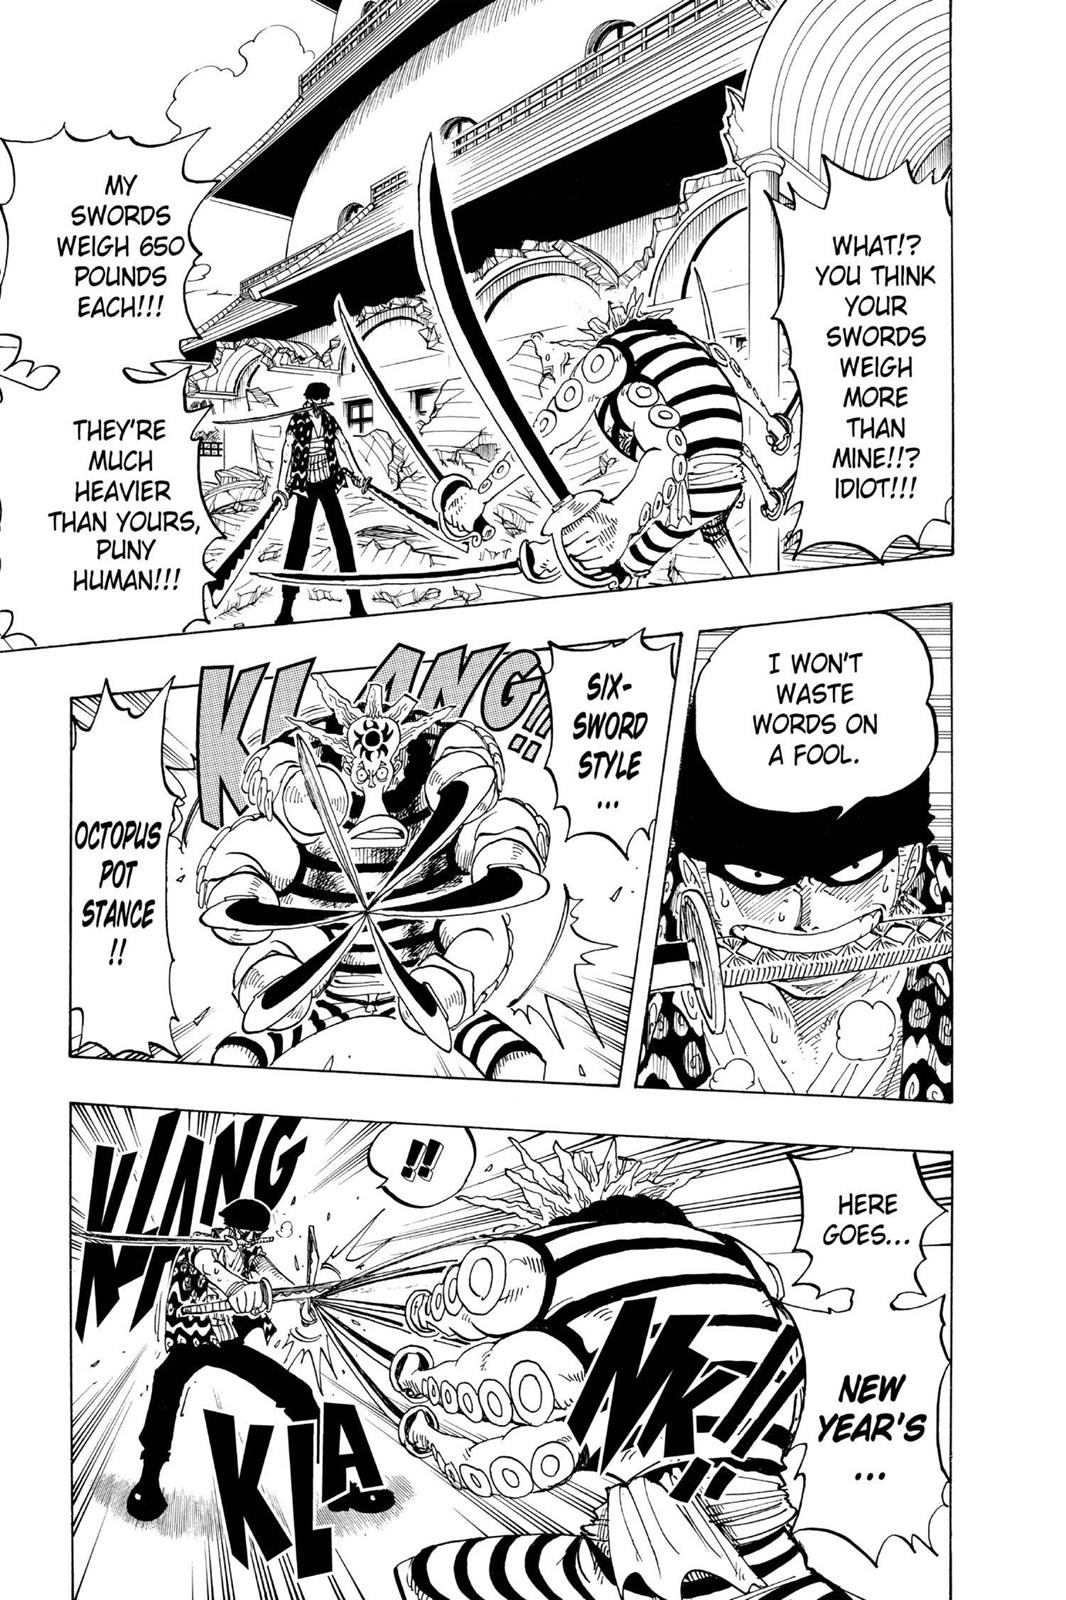 WHAT!?
YOU THINK
YOUR
SWORDS
WEIGH
MORE
THAN
MINE!!?
IDIOT!!!
MY
SWORDS
WEIGH 650
POUNDS
EACH!!!
THEY'RE
MUCH
HEAVIER
THAN YOURS,
PUNY
HUMAN!!!
I WON'T
WASTE
WORDS ON
A FOOL.
SIX-
SWORD
STYLE
...
KLANG!!
OCTOPUS
POT
STANCE
!!
HERE
GOES...
NEW
YEAR'S
...
!!
KLANG
KLA
NK!!